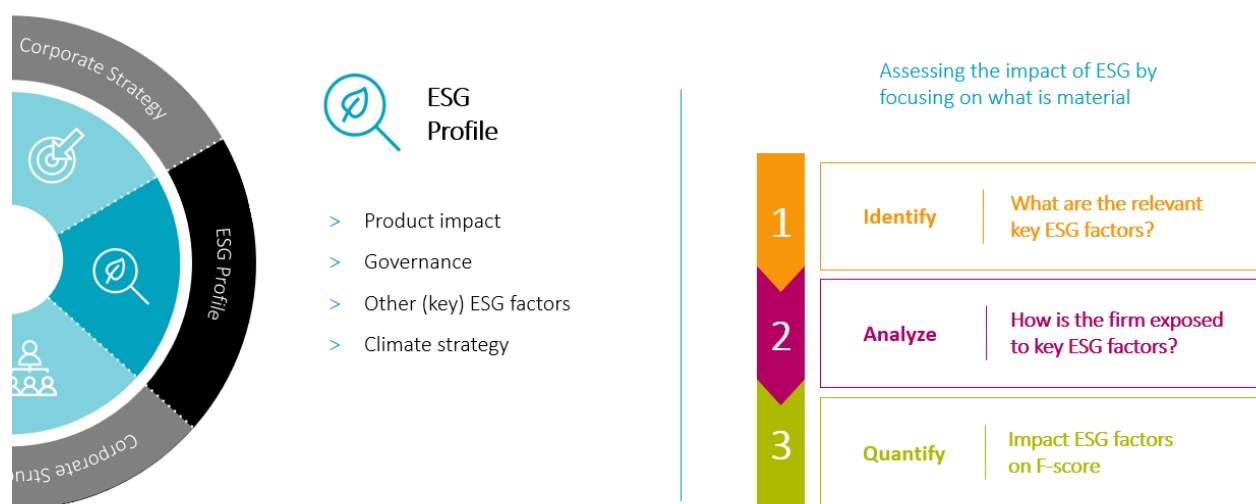 Corporate Strategy
ESG Profile
Corporate Struc
ESG
Profile
> Product impact
> Governance
> Other (key) ESG factors
> Climate strategy
Assessing the impact of ESG by
focusing on what is material
1
Identify
What are the relevant
key ESG factors?
2
Analyze
How is the firm exposed
to key ESG factors?
3
Quantify
Impact ESG factors
on F-score